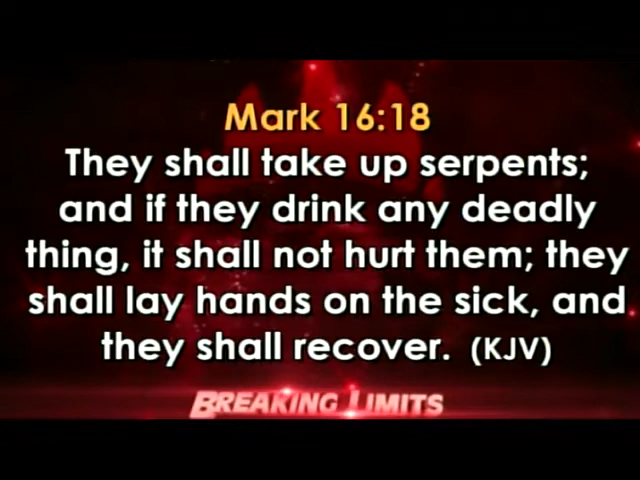 Mark 16:18
They shall take up serpents;
and if they drink any deadly
thing, it shall not hurt them; they
shall lay hands on the sick, and
they shall recover. (KJV)
BREAKING LIMITS